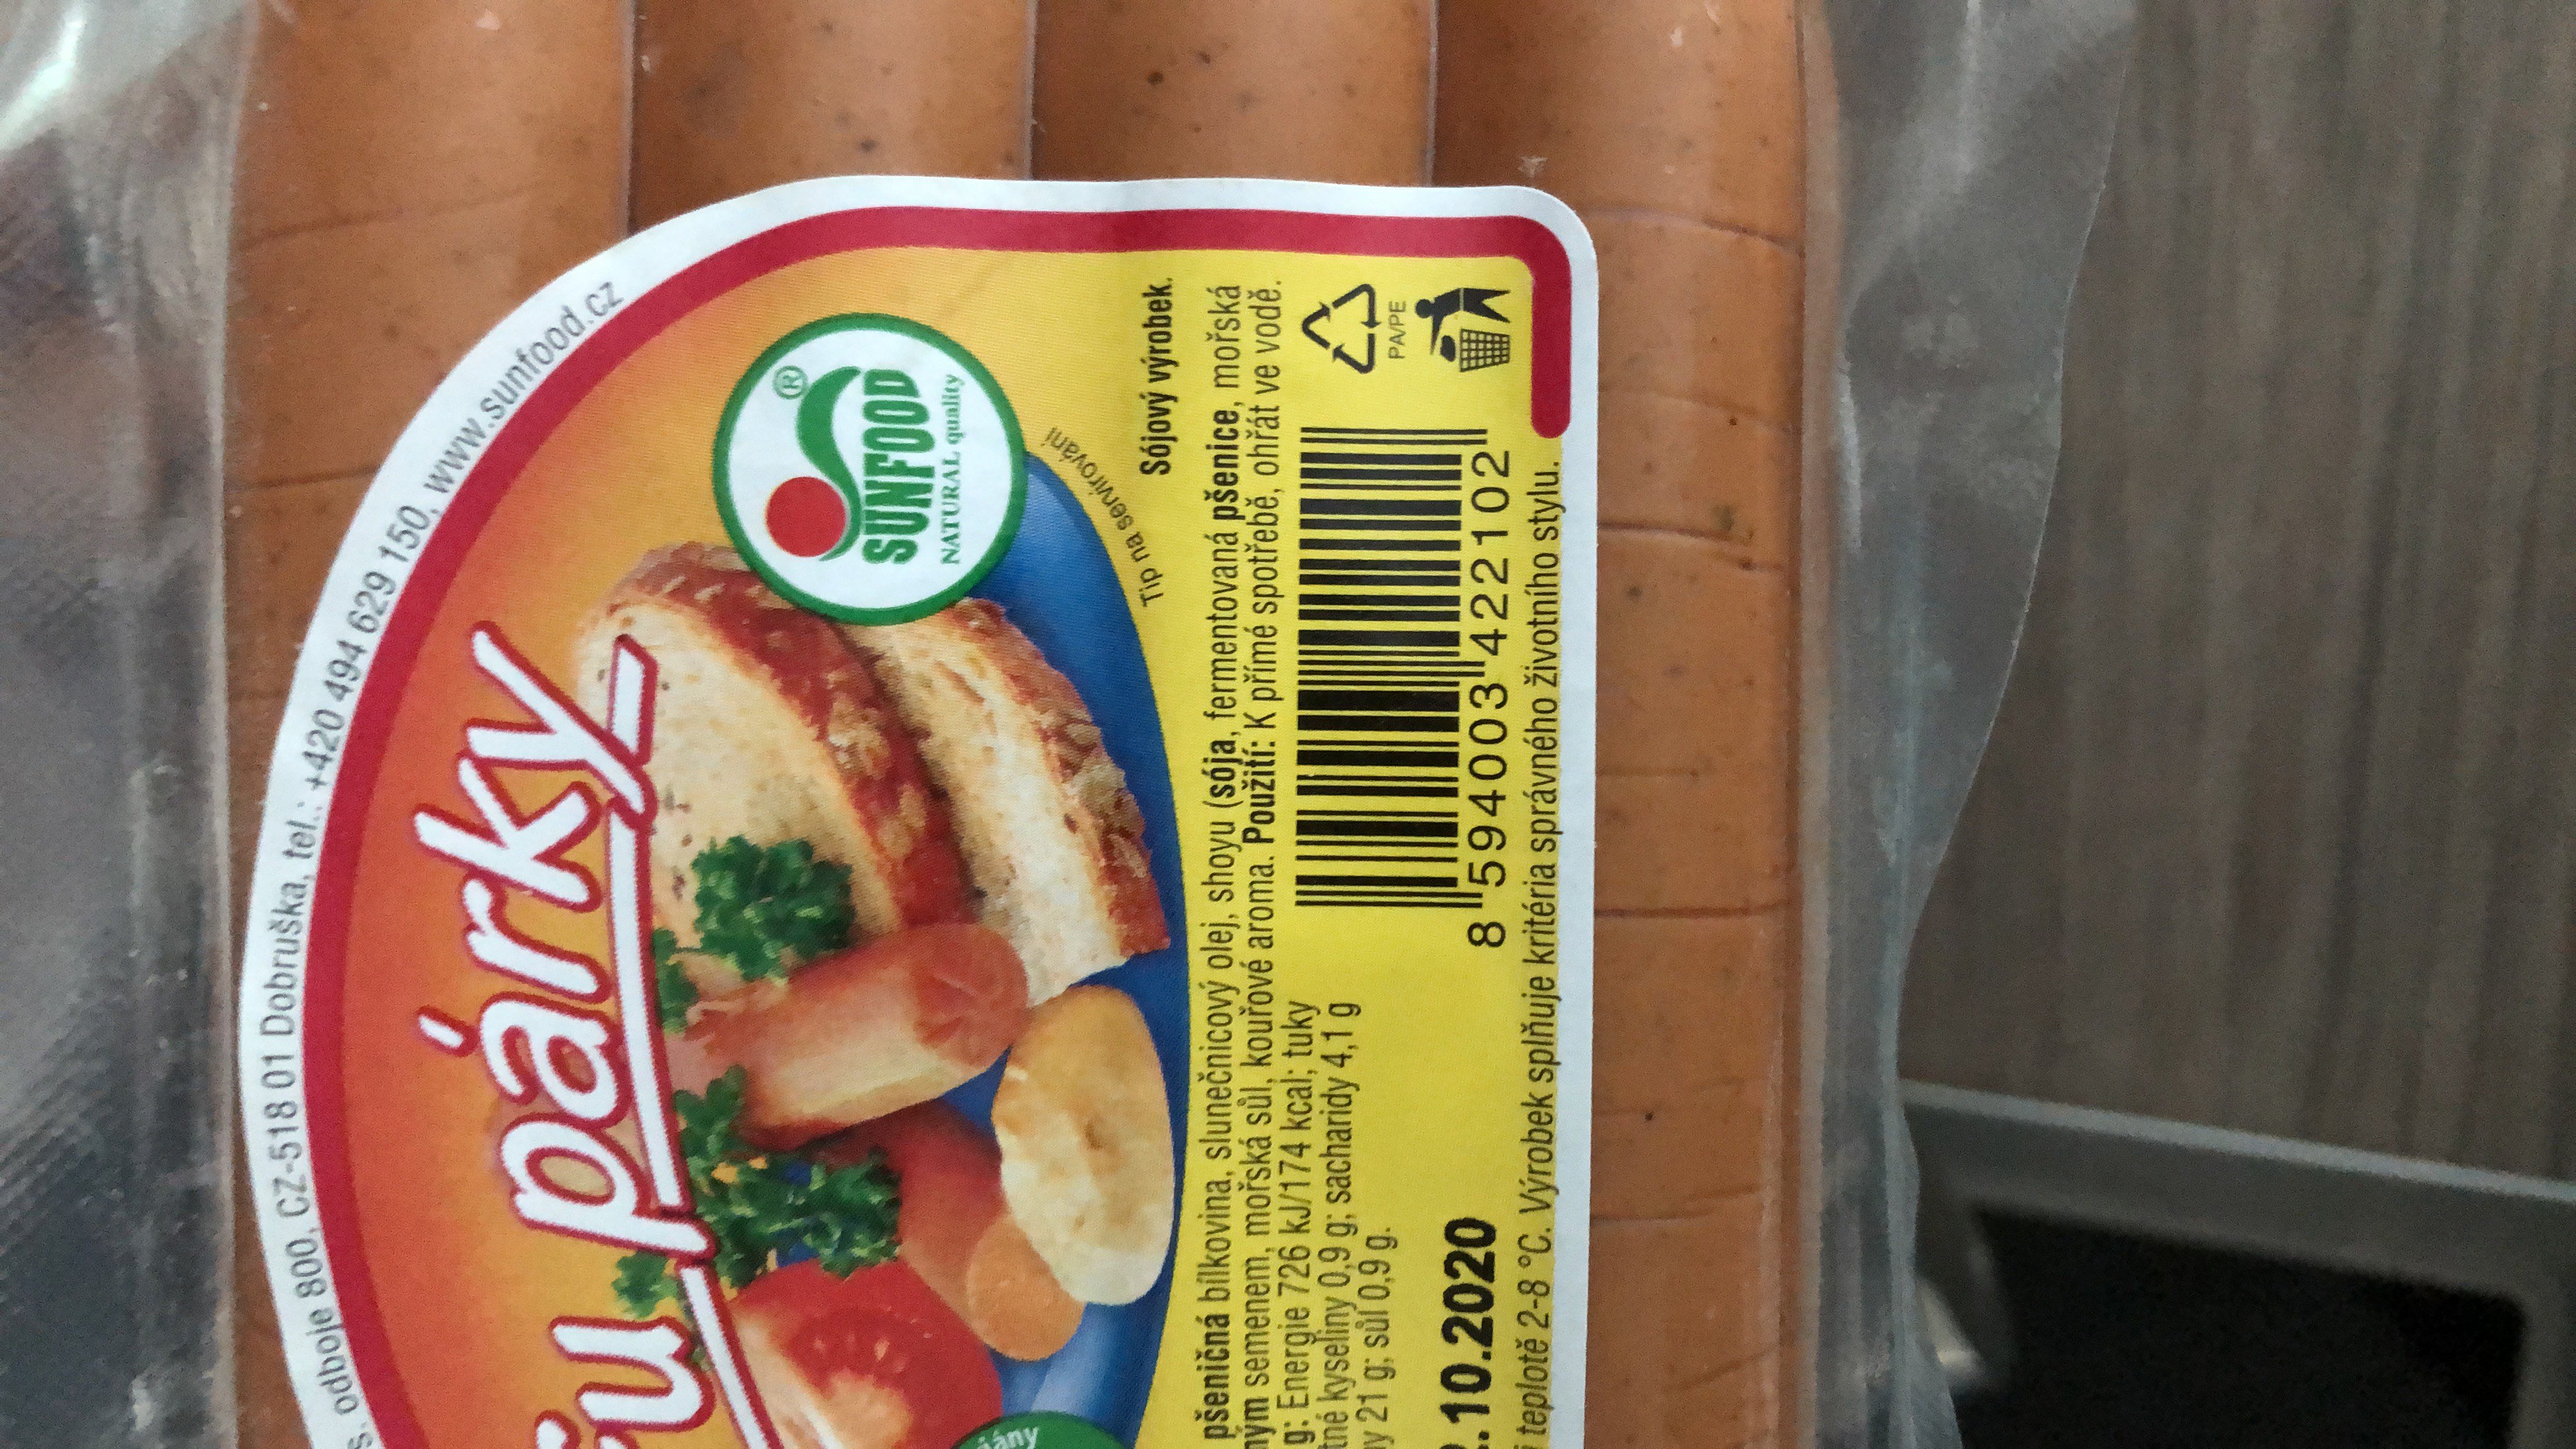 odboje 800, CZ-518 01 Dobruška, tel.: +420 494 629 150, www.sunfood.cz
párky
®
SUNFOOD
NATURAL quality
Tip na servírování
Sójový výrobek.
pšeničná bílkovina, slunečnicový olej, shoyu (sója, fermentovaná pšenice, mořská
semenem, mořská sůl, kouřové aroma. Použití: K přímé spotřebě, ohřát ve vodě.
g: Energie 726 kJ/174 kcal; tuky
kyseliny 0,9 g; sacharidy 4,1 g
21 g; sůl 0,9 g.
PA/PE
8 594003 422102
.10.2020
teplotě 2-8 °C. Výrobek splňuje kritéria správného životního stylu.